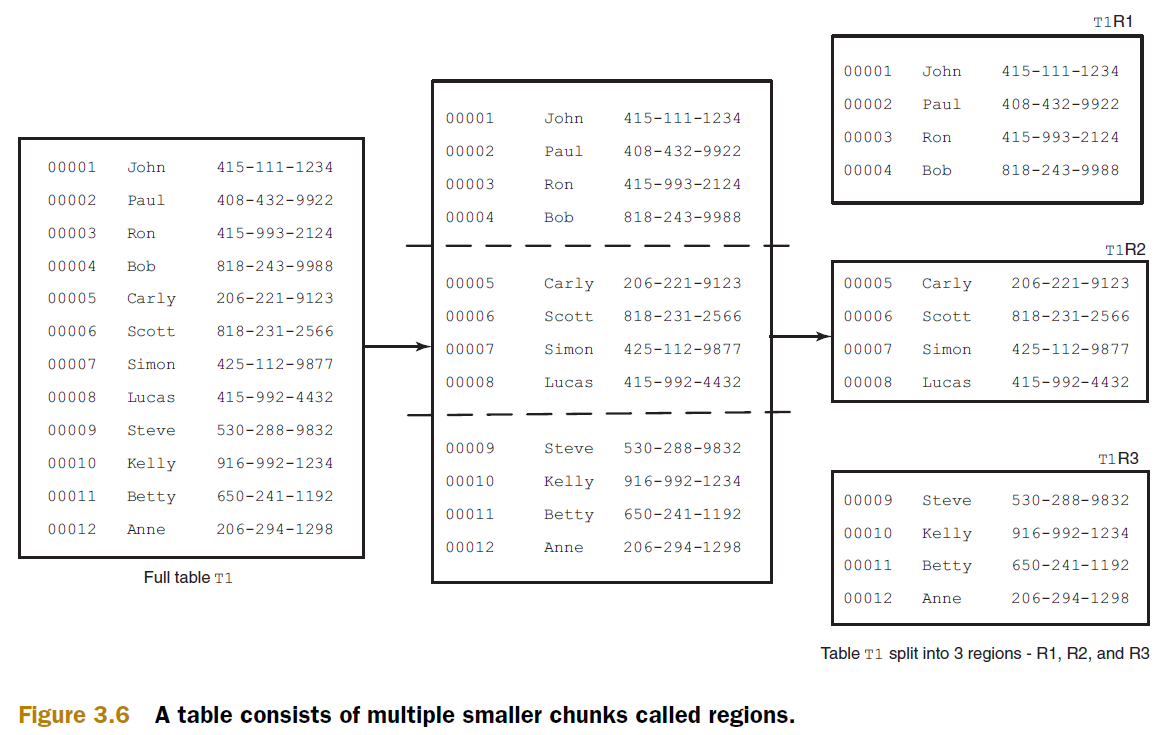 00001 John 415-111-1234
00002 Paul 408-432-9922
00003 Ron 415-993-2124
00004 Bob 818-243-9988
00005 Carly 206-221-9123
00006 Scott 818-231-2566
00007 Simon 425-112-9877
00008 Lucas 415-992-4432
00009 Steve 530-288-9832
00010 Kelly 916-992-1234
00011 Betty 650-241-1192
00012 Anne 206-294-1298
Full table T1
00001 John 415-111-1234
00002 Paul 408-432-9922
00003 Ron 415-993-2124
00004 Bob 818-243-9988
00005 Carly 206-221-9123
00006 Scott 818-231-2566
00007 Simon 425-112-9877
00008 Lucas 415-992-4432
00009 Steve 530-288-9832
00010 Kelly 916-992-1234
00011 Betty 650-241-1192
00012 Anne 206-294-1298
T1R1
00001 John 415-111-1234
00002 Paul 408-432-9922
00003 Ron 415-993-2124
00004 Bob 818-243-9988
T1R2
00005 Carly 206-221-9123
00006 Scott 818-231-2566
00007 Simon 425-112-9877
00008 Lucas 415-992-4432
T1R3
00009 Steve 530-288-9832
00010 Kelly 916-992-1234
00011 Betty 650-241-1192
00012 Anne 206-294-1298
Table T1 split into 3 regions - R1, R2, and R3
Figure 3.6 A table consists of multiple smaller chunks called regions.